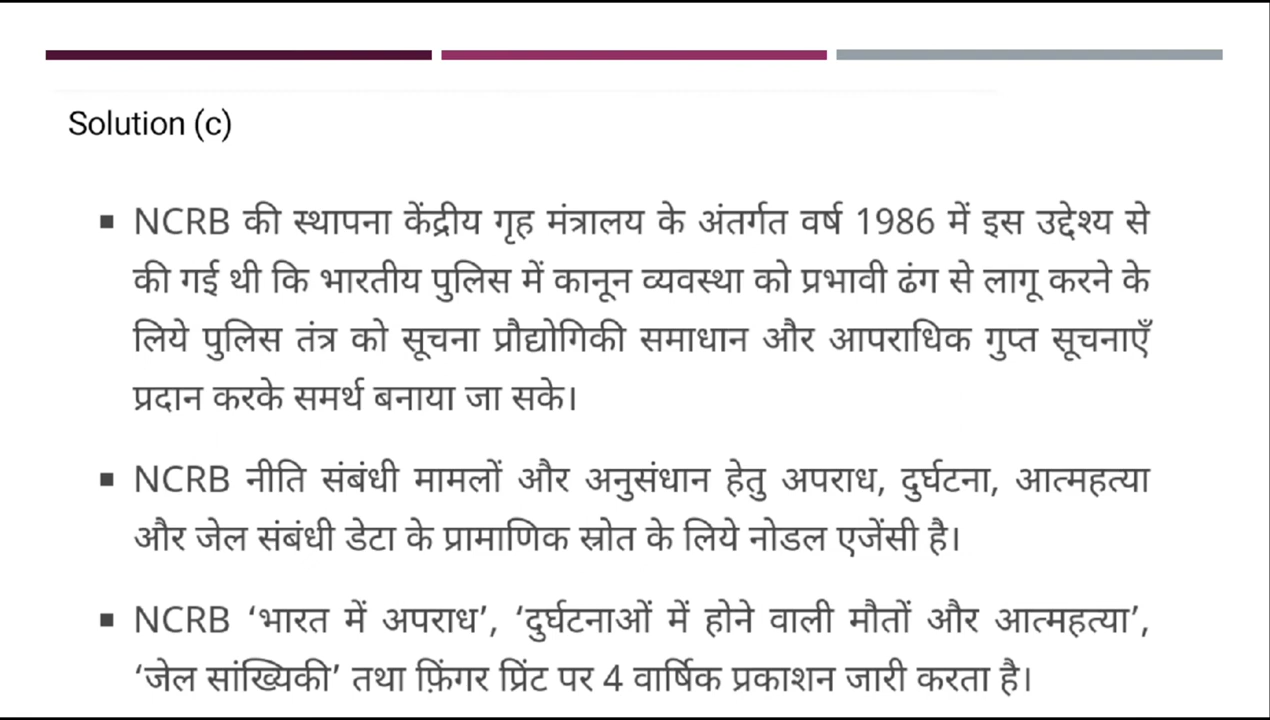 Solution (c)
▪ NCRB की स्थापना केंद्रीय गृह मंत्रालय के अंतर्गत वर्ष 1986 में इस उद्देश्य से
की गई थी कि भारतीय पुलिस में कानून व्यवस्था को प्रभावी ढंग से लागू करने के
लिये पुलिस तंत्र को सूचना प्रौद्योगिकी समाधान और आपराधिक गुप्त सूचनाएँ
प्रदान करके समर्थ बनाया जा सके।
▪ NCRB नीति संबंधी मामलों और अनुसंधान हेतु अपराध, दुर्घटना, आत्महत्या
और जेल संबंधी डेटा के प्रामाणिक स्रोत के लिये नोडल एजेंसी है।
▪ NCRB ‘भारत में अपराध’, ‘दुर्घटनाओं में होने वाली मौतों और आत्महत्या’,
‘जेल सांख्यिकी’ तथा फ़िंगर प्रिंट पर 4 वार्षिक प्रकाशन जारी करता है।